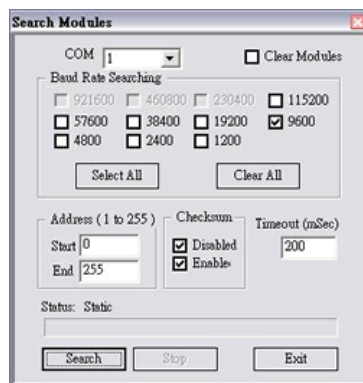 Search Modules
COM 1 Clear Modules
Baud Rate Searching
921600 460800 230400 115200
57600 38400 19200 9600
4800 2400 1200
Select All Clear All
Address ( 1 to 255 ) Checksum Timeout (mSec)
Start 0 Disabled 200
End 255 Enable
Status: Static
Search Stop Exit